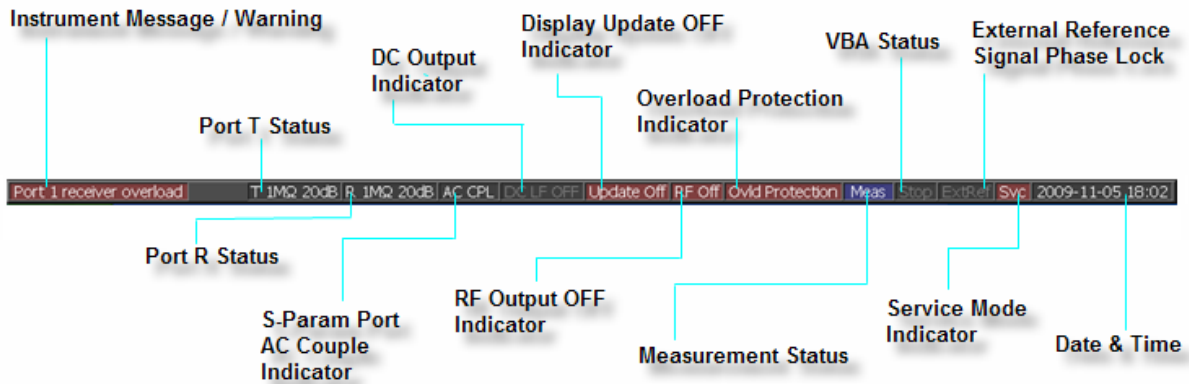 Instrument Message / Warning
Display Update OFF
Indicator
VBA Status
External Reference
Signal Phase Lock
DC Output
Indicator
Overload Protection
Indicator
Port T Status
Port 1 receiver overload T 1MΩ 20dB R 1MΩ 20dB AC CPL DC LF OFF Update Off RF Off Ovld Protection Meas Stop ExtRef Svc 2009-11-05 18:02
Port R Status
S-Param Port
AC Couple
Indicator
RF Output OFF
Indicator
Measurement Status
Service Mode
Indicator
Date & Time